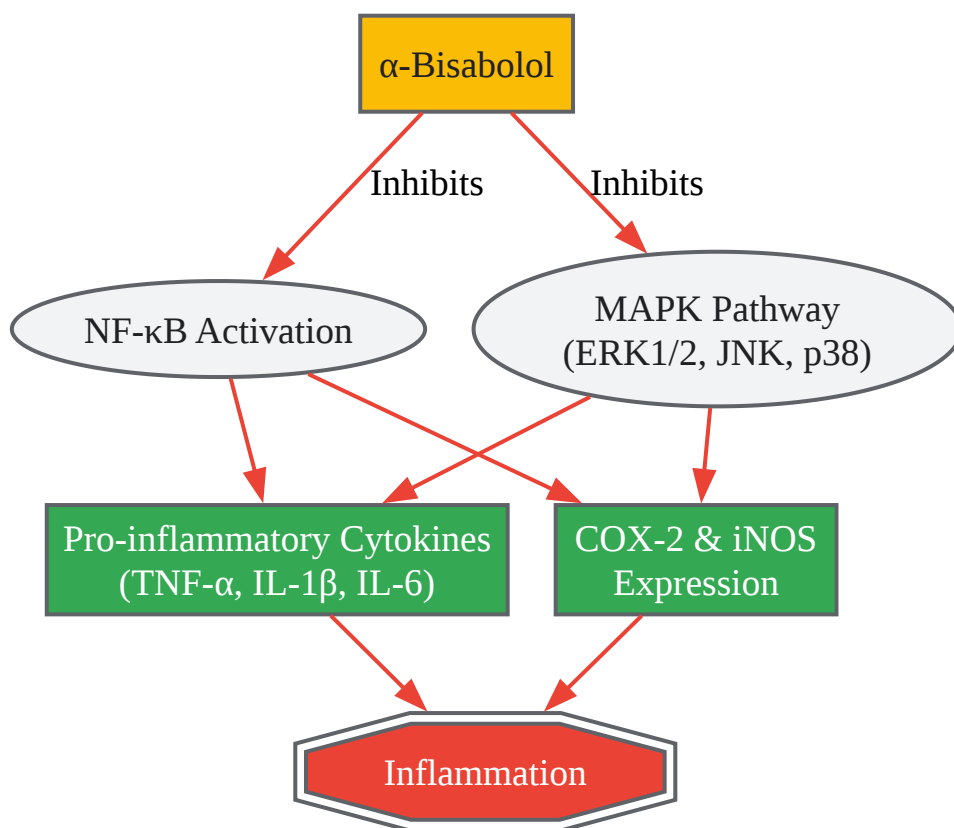 α-Bisabolol
Inhibits
Inhibits
NF-κB Activation
MAPK Pathway
(ERK1/2, JNK, p38)
Pro-inflammatory Cytokines
(TNF-α, IL-1β, IL-6)
COX-2 & iNOS
Expression
Inflammation